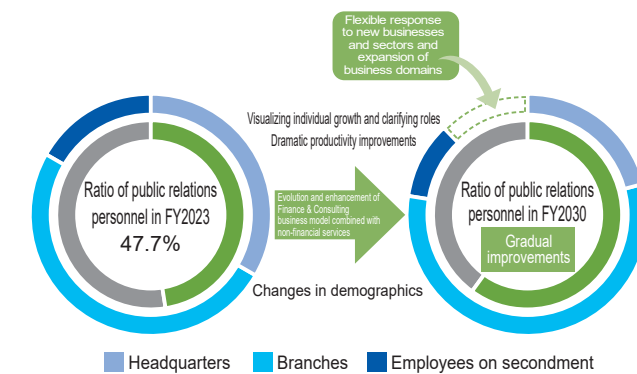 Flexible response
to new businesses
and sectors and
expansion of
business domains
Visualizing individual growth and clarifying roles
Dramatic productivity improvements
Ratio of public relations
personnel in FY2023
47.7%
Evolution and enhancement of
Finance & Consulting
business model combined with
non-financial services
Ratio of public relations
personnel in FY2030
Gradual
improvements
Changes in demographics
Headquarters
Branches
Employees on secondment